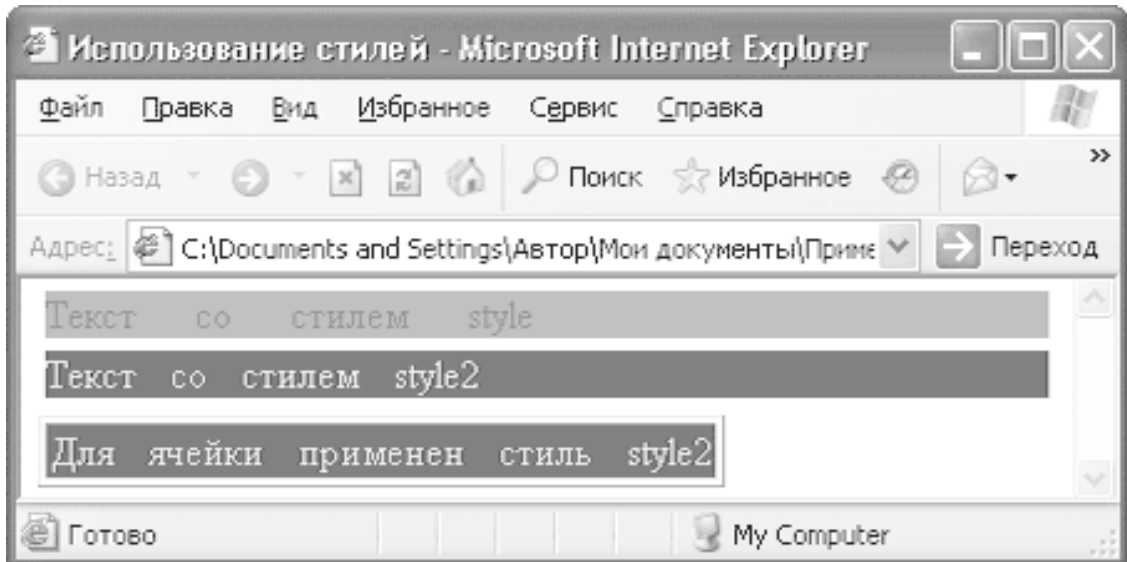 Использование стилей - Microsoft Internet Explorer
Файл Правка Вид Избранное Сервис Справка
Назад Поиск Избранное »
Адрес: C:\Documents and Settings\Автор\Мои документы\Приме Переход
Текст со стилем style
Текст со стилем style2
Для ячейки применен стиль style2
Готово My Computer